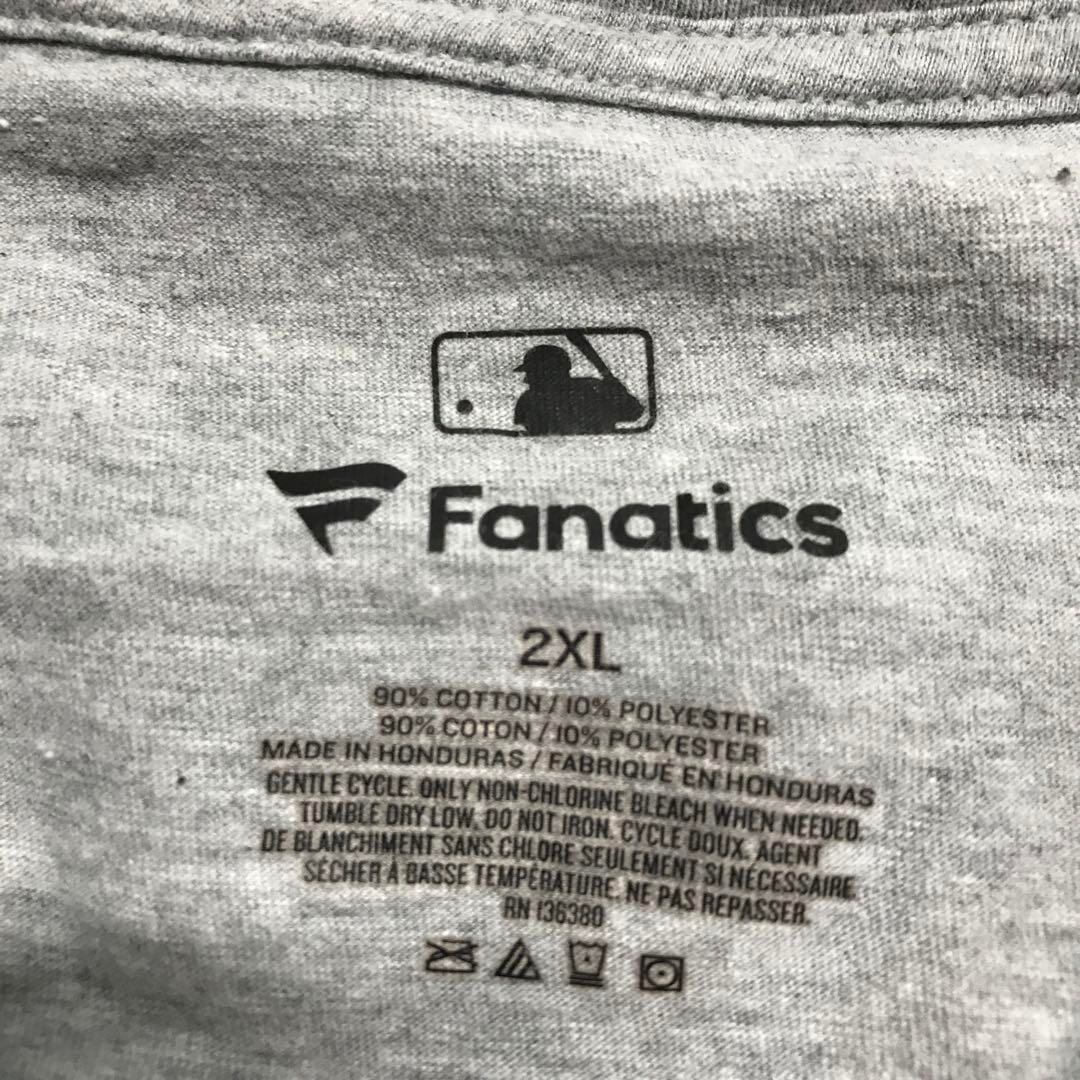 Fanatics
2XL
90% COTTON / 10% POLYESTER
90% COTON / 10% POLYESTER
MADE IN HONDURAS / FABRIQUÉ EN HONDURAS
GENTLE CYCLE. ONLY NON-CHLORINE BLEACH WHEN NEEDED.
TUMBLE DRY LOW. DO NOT IRON. CYCLE DOUX. AGENT
DE BLANCHIMENT SANS CHLORE SEULEMENT SI NÉCESSAIRE.
SÉCHER À BASSE TEMPÉRATURE. NE PAS REPASSER.
RN 136380